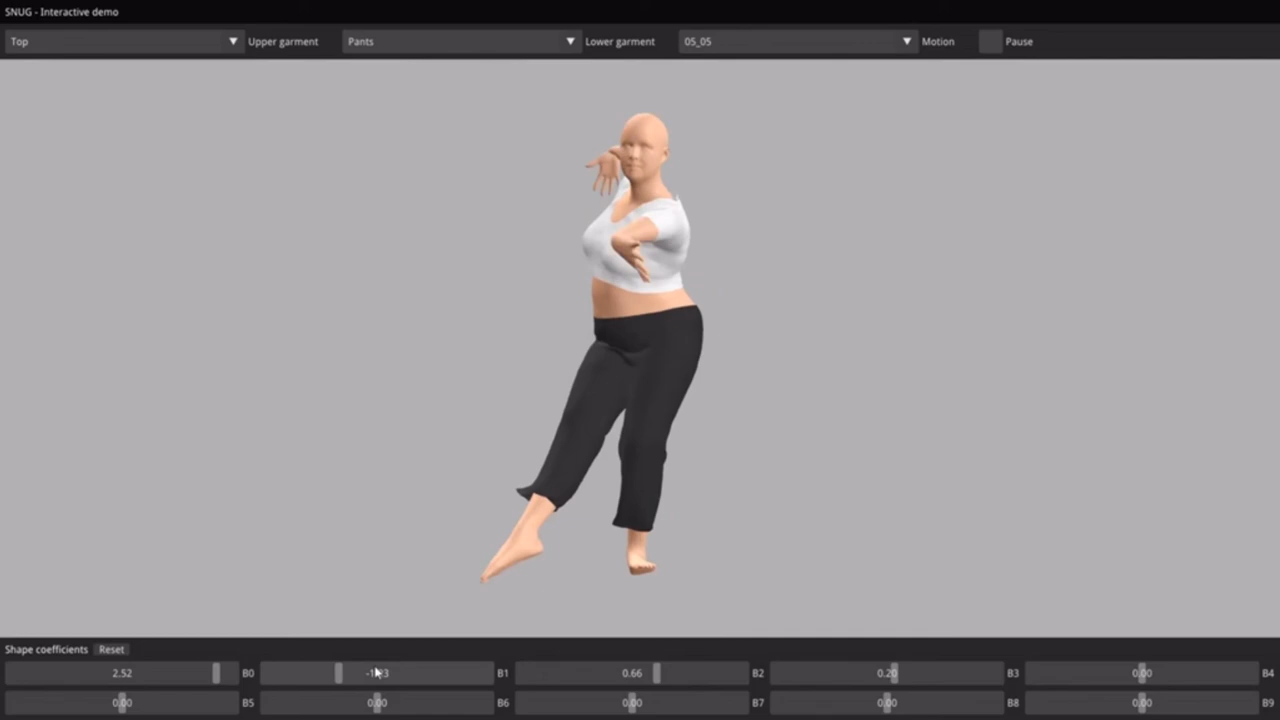 SNUG - Interactive demo
Top Upper garment Pants Lower garment 05_05 Motion Pause
Shape coefficients Reset
2.52 B0 B1 0.66 B2 0.20 B3 0.00 B4
0.00 B5 0.00 B6 0.00 B7 0.00 B8 0.00 B9